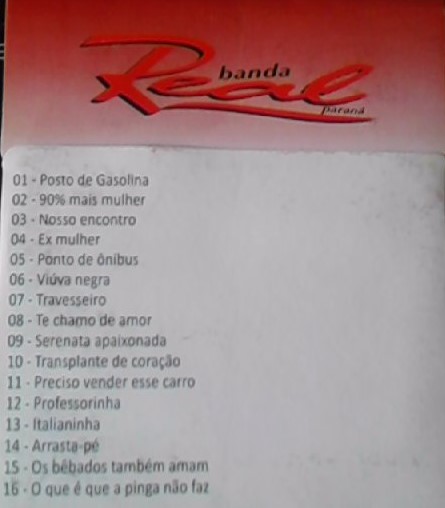 banda
Real
paraná
01 - Posto de Gasolina
02 - 90% mais mulher
03 - Nosso encontro
04 - Ex mulher
05 - Ponto de ônibus
06 - Viúva negra
07 - Travesseiro
08 - Te chamo de amor
09 - Serenata apaixonada
10 - Transplante de coração
11 - Preciso vender esse carro
12 - Professorinha
13 - Italianinha
14 - Arrasta-pé
15 - Os bêbados também amam
16 - O que é que a pinga não faz